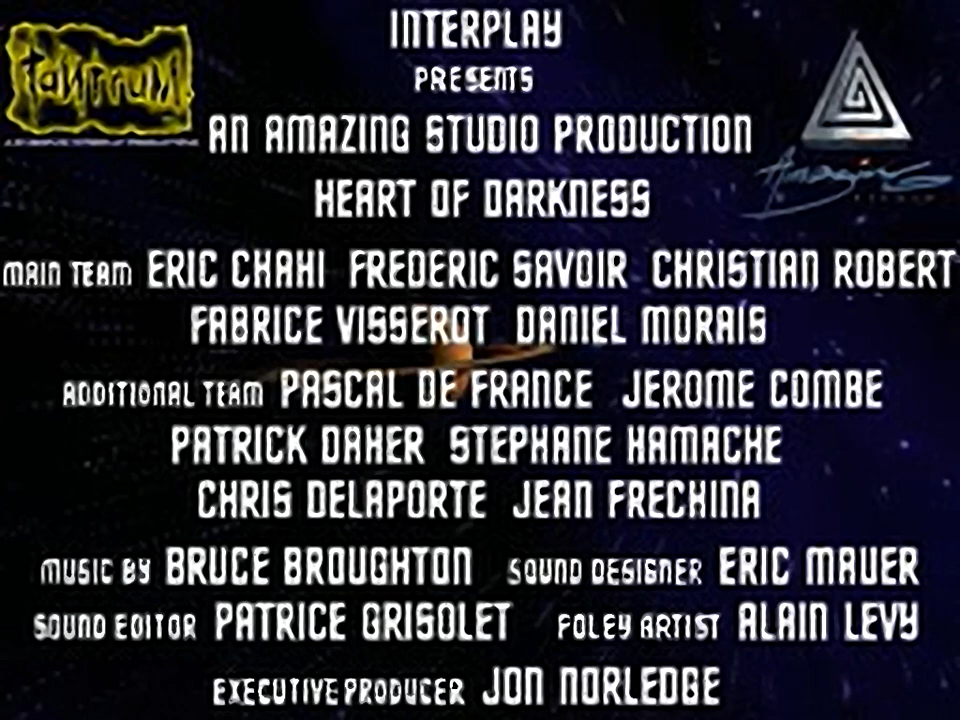 INTERPLAY
PRESENTS
AN AMAZING STUDIO PRODUCTION
HEART OF DARKNESS
MAIN TEAM ERIC CHAHI FREDERIC SAVOIR CHRISTIAN ROBERT
FABRICE VISSEROT DANIEL MORAIS
ADDITIONAL TEAM PASCAL DE FRANCE JEROME COMBE
PATRICK DAHER STEPHANE HAMACHE
CHRIS DELAPORTE JEAN FRECHINA
MUSIC BY BRUCE BROUGHTON SOUND DESIGNER ERIC MAUER
SOUND EDITOR PATRICE GRISOLET FOLEY ARTIST ALAIN LEVY
EXECUTIVE PRODUCER JON NORLEDGE